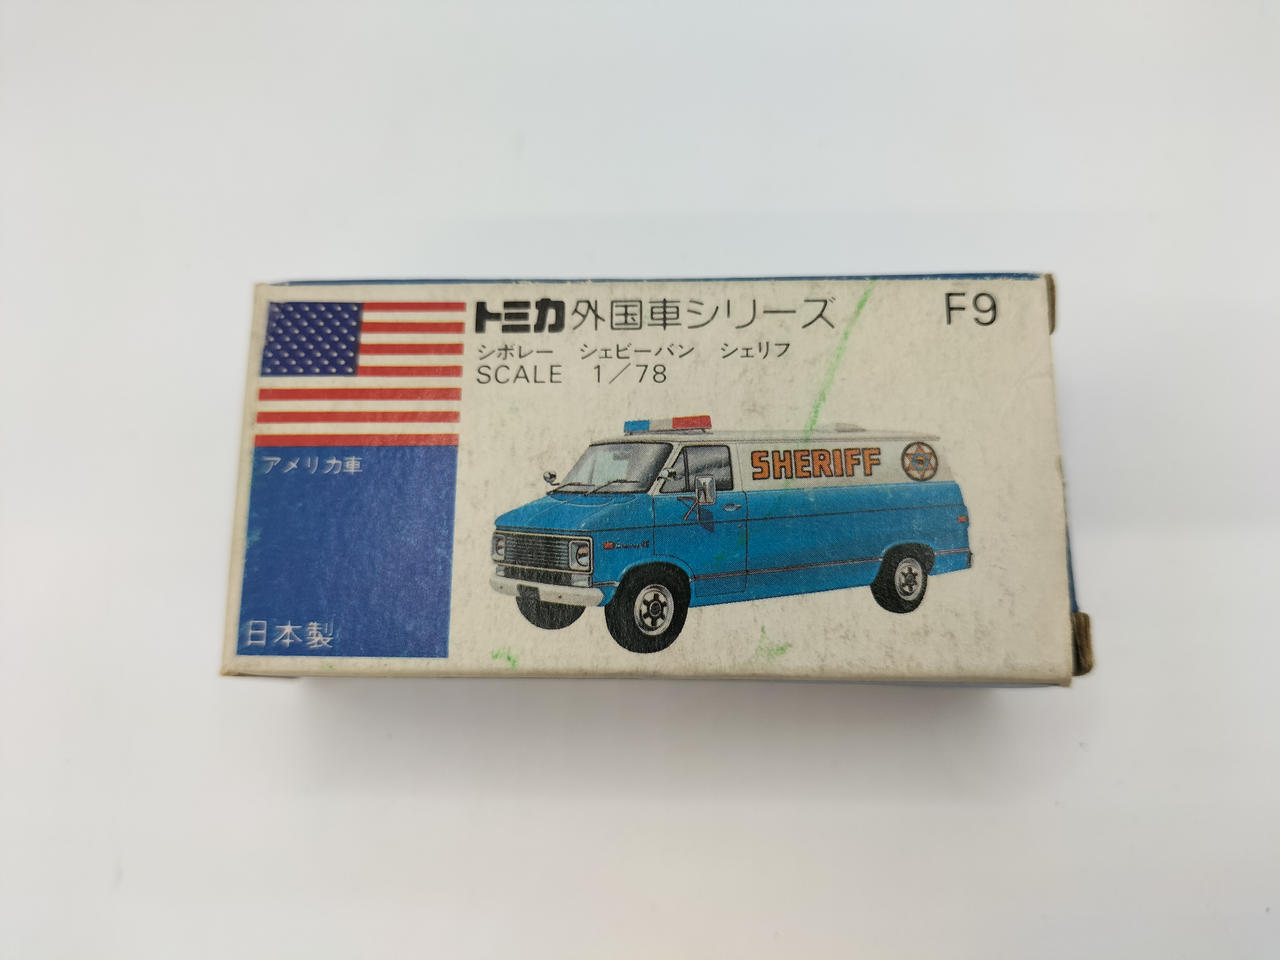 トミカ外国車シリーズ F9
シボレー シェビーバン シェリフ
SCALE 1/78
アメリカ車
日本製
SHERIFF